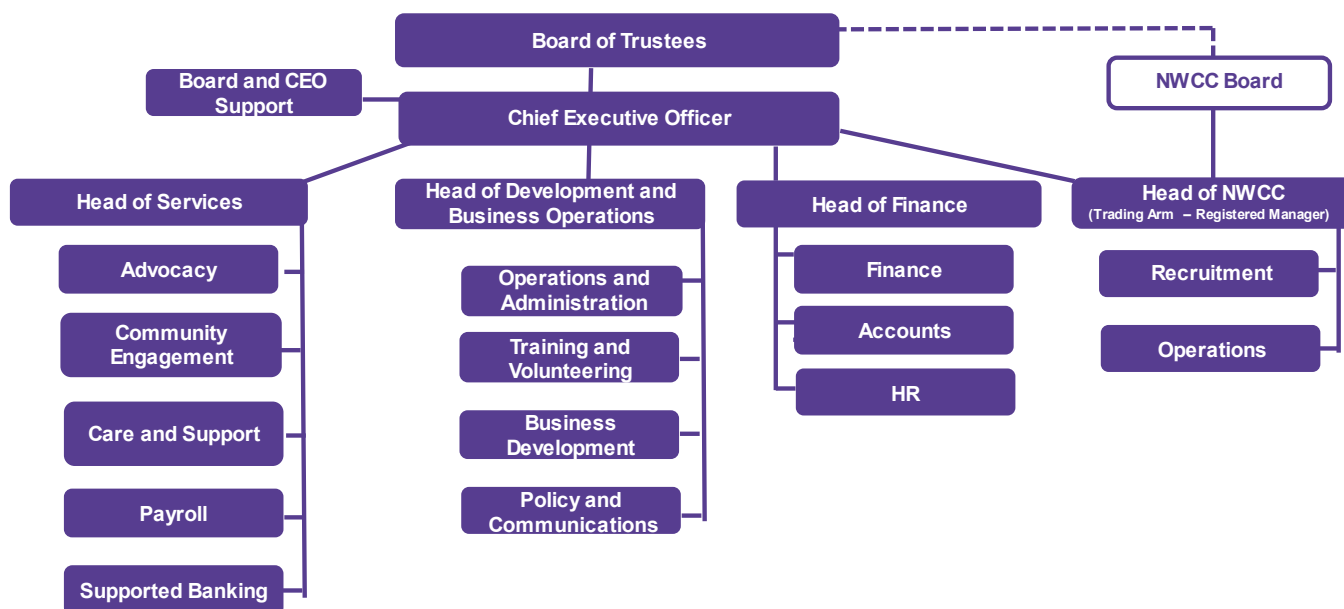 Board of Trustees
Board and CEO
Support
NWCC Board
Chief Executive Officer
Head of Services
Head of Development and
Business Operations
Head of Finance
Head of NWCC
(Trading Arm – Registered Manager)
Advocacy
Community
Engagement
Care and Support
Payroll
Supported Banking
Operations and
Administration
Training and
Volunteering
Business
Development
Policy and
Communications
Finance
Accounts
HR
Recruitment
Operations